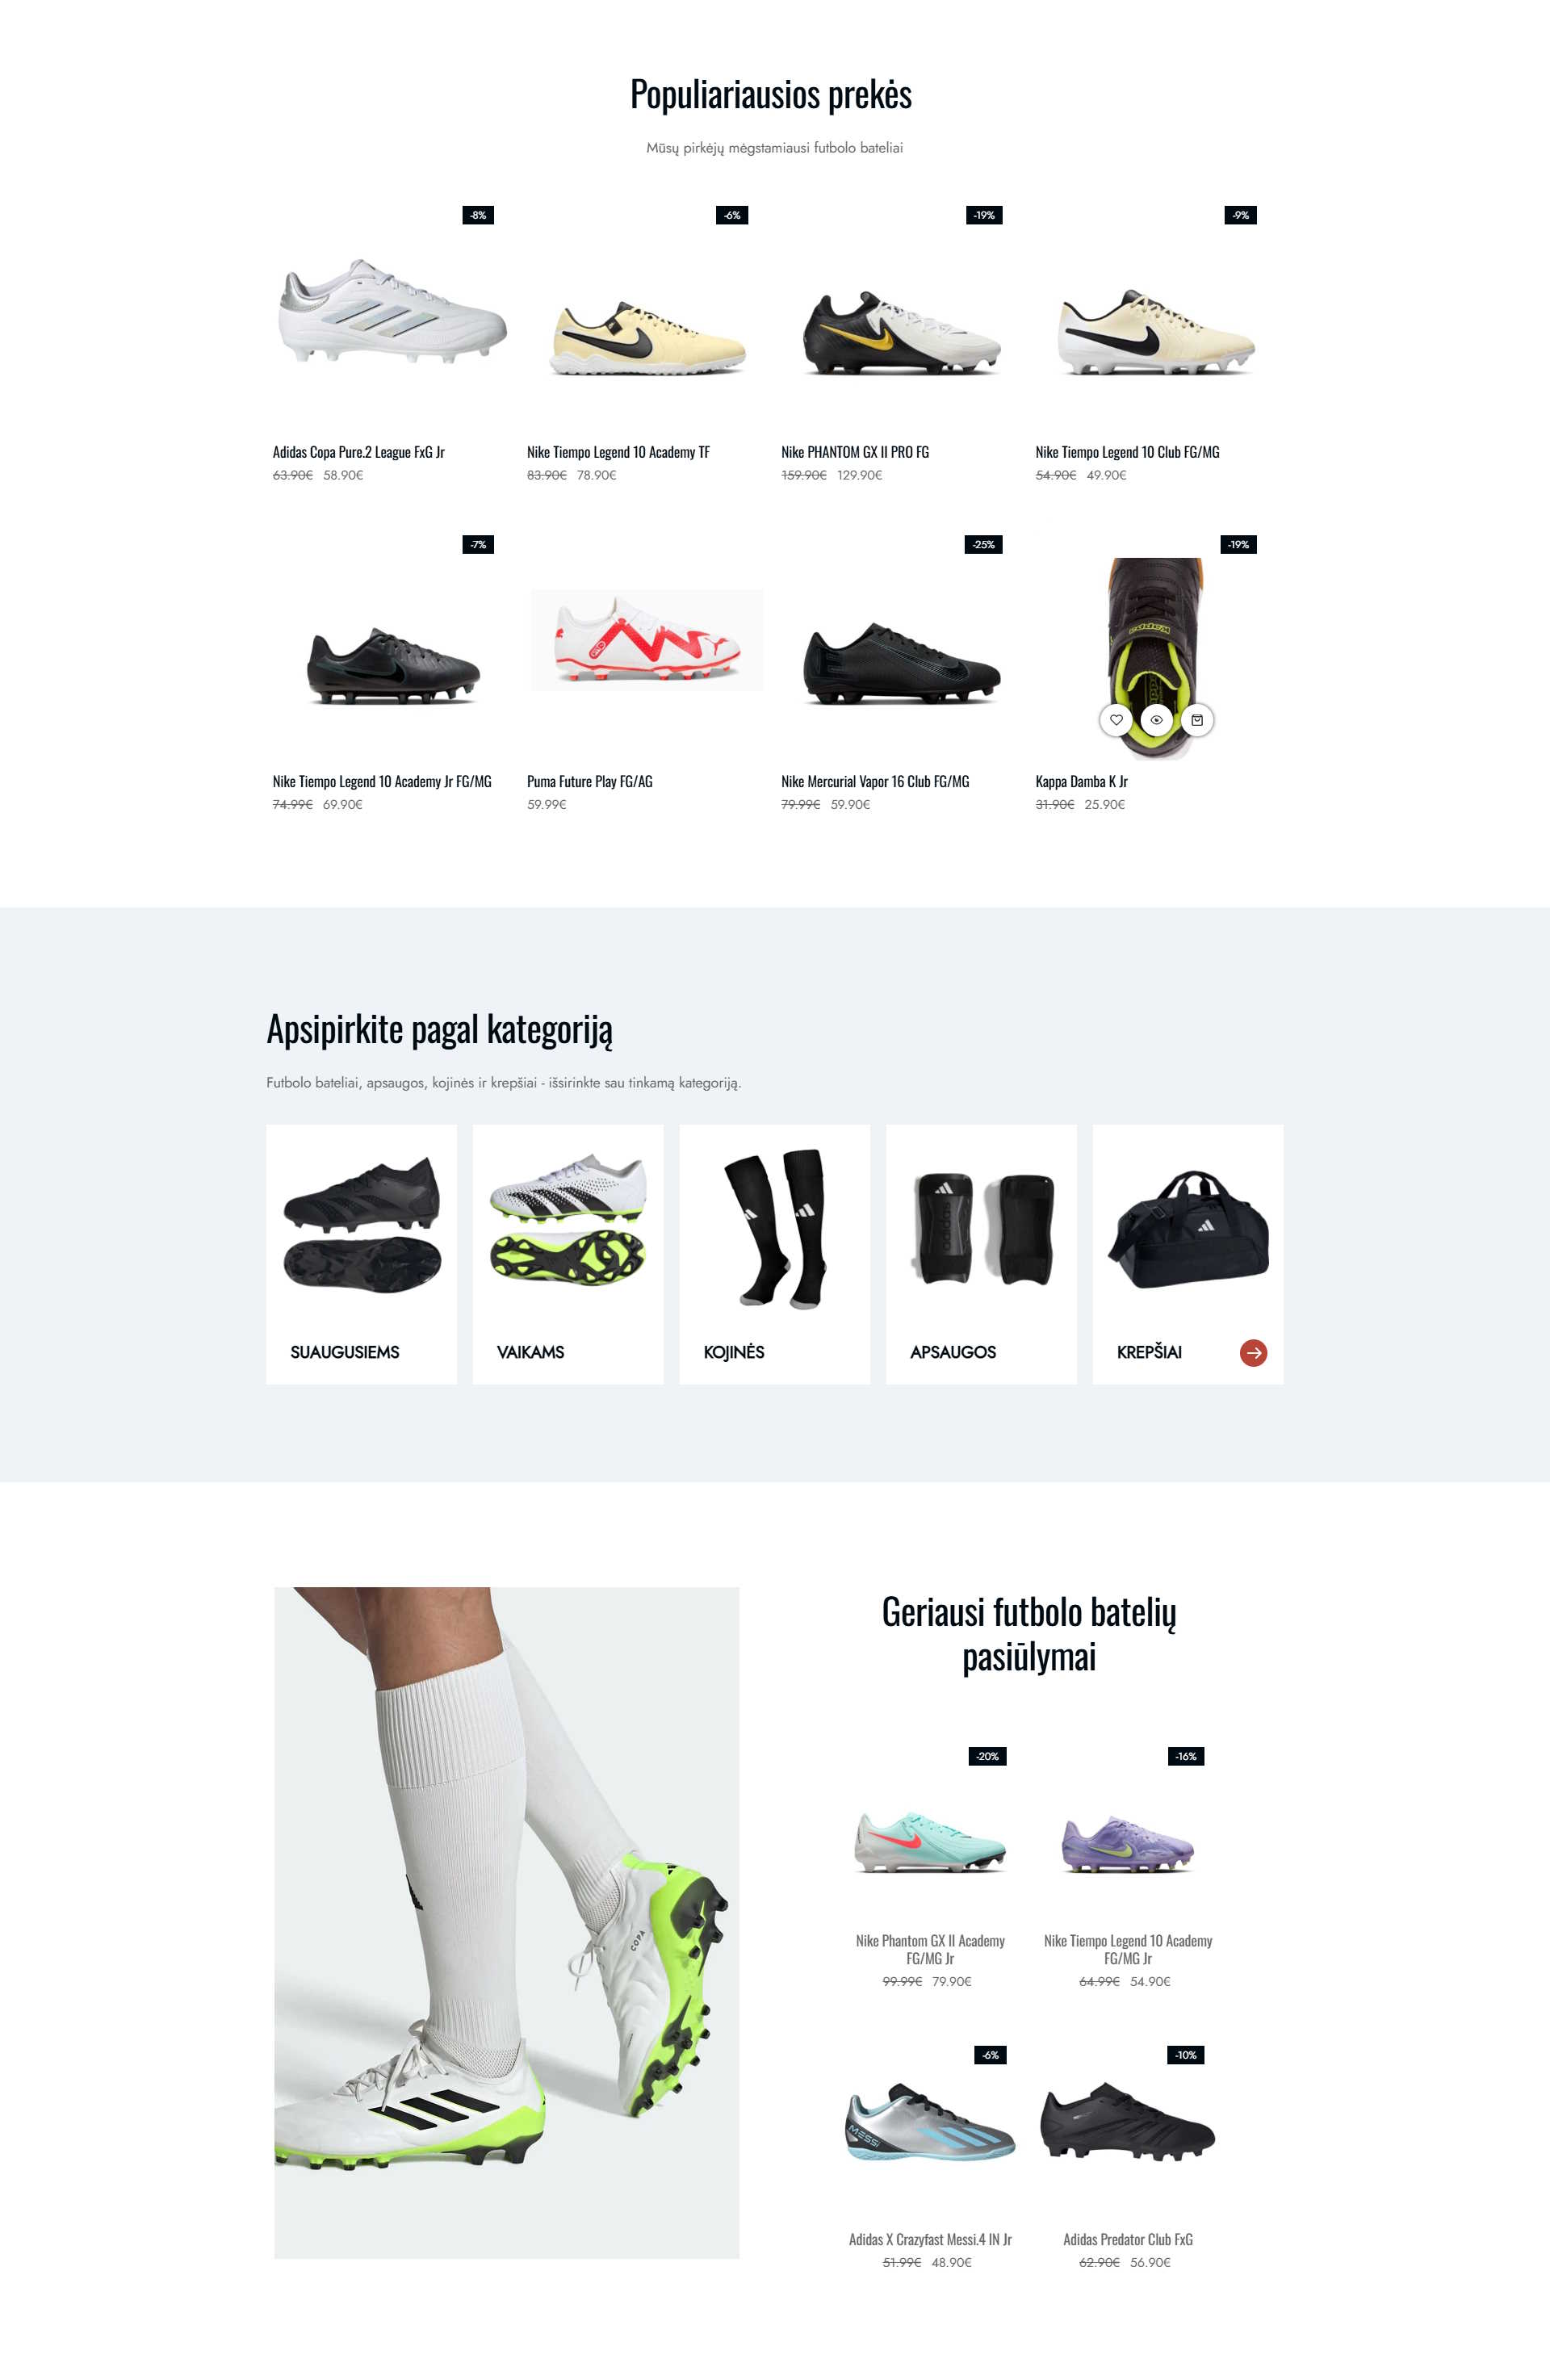 Populiariausios prekės
Mūsų pirkėjų mėgstamiausi futbolo bateliai
-8%
-6%
-19%
-9%
Adidas Copa Pure.2 League FxG Jr
63.90€ 58.90€
Nike Tiempo Legend 10 Academy TF
83.90€ 78.90€
Nike PHANTOM GX II PRO FG
159.90€ 129.90€
Nike Tiempo Legend 10 Club FG/MG
54.90€ 49.90€
-7%
-25%
-19%
Kappa
Nike Tiempo Legend 10 Academy Jr FG/MG
74.99€ 69.90€
Puma Future Play FG/AG
59.99€
Nike Mercurial Vapor 16 Club FG/MG
79.99€ 59.90€
Kappa Damba K Jr
31.90€ 25.90€
Apsipirkite pagal kategoriją
Futbolo bateliai, apsaugos, kojinės ir krepšiai - išsirinkte sau tinkamą kategoriją.
adidas
SUAUGUSIEMS
VAIKAMS
KOJINĖS
APSAUGOS
KREPŠIAI
COPA
Geriausi futbolo batelių
pasiūlymai
-20%
-16%
Nike Phantom GX II Academy
FG/MG Jr
99.99€ 79.90€
Nike Tiempo Legend 10 Academy
FG/MG Jr
64.99€ 54.90€
-6%
-10%
MESSI
Adidas X Crazyfast Messi.4 IN Jr
51.99€ 48.90€
Adidas Predator Club FxG
62.90€ 56.90€